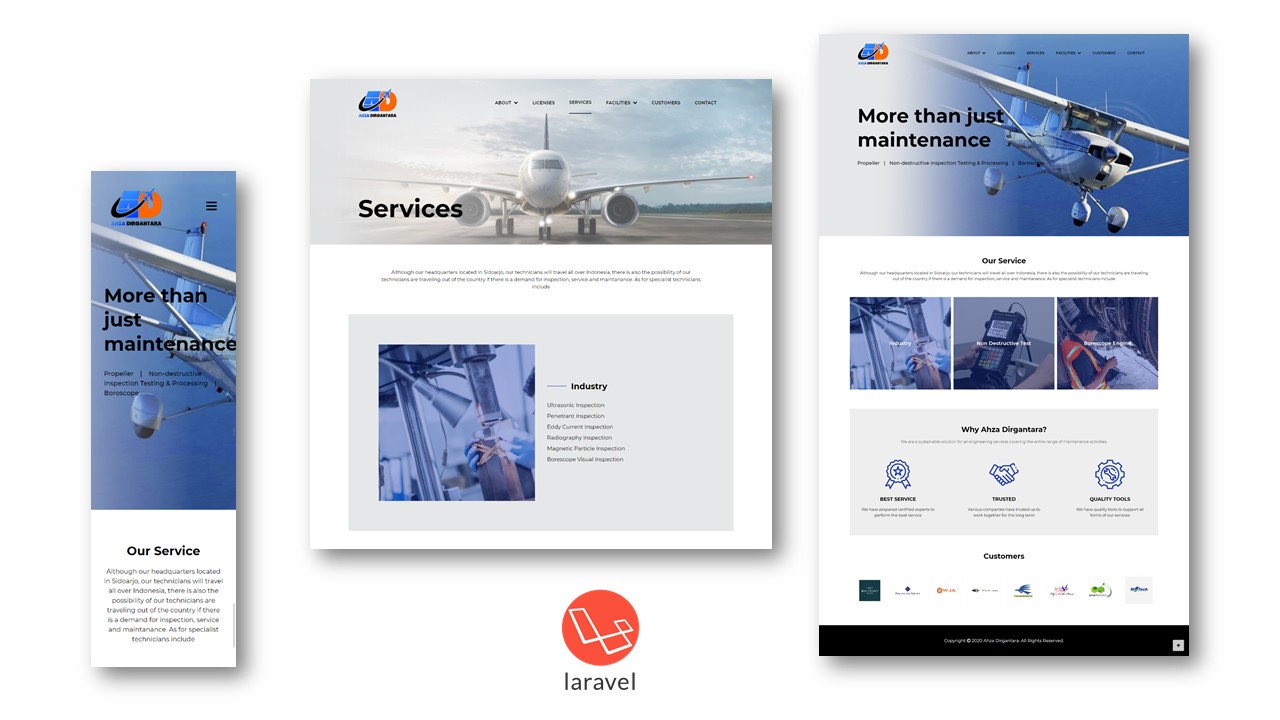 AHZA DIRGANTARA
More than
just
maintenance
Propeller | Non-destructive
Inspection Testing & Processing |
Boroscope
Our Service
Although our headquarters located
in Sidoarjo, our technicians will travel
all over Indonesia, there is also the
possibility of our technicians are
traveling out of the country if there
is a demand for inspection, service
and maintanance. As for specialist
technicians include
AHZA DIRGANTARA
ABOUT LICENSES SERVICES FACILITIES CUSTOMERS CONTACT
Services
Although our headquarters located in Sidoarjo, our technicians will travel all over Indonesia, there is also the possibility of our
technicians are traveling out of the country if there is a demand for inspection, service and maintanance. As for specialist technicians
include
Industry
Ultrasonic Inspection
Penetrant Inspection
Eddy Current Inspection
Radiography Inspection
Magnetic Particle Inspection
Borescope Visual Inspection
laravel
AHZA DIRGANTARA
ABOUT LICENSES SERVICES FACILITIES CUSTOMERS CONTACT
More than just
maintenance
Propeller | Non-destructive Inspection Testing & Processing | Boroscope
Our Service
Although our headquarters located in Sidoarjo, our technicians will travel all over Indonesia, there is also the possibility of our technicians are traveling
out of the country if there is a demand for inspection, service and maintanance. As for specialist technicians include
Industry Non Destructive Test Borescope Engine
Why Ahza Dirgantara?
We are a sustainable solution for all engineering services covering the entire range of maintenance activities.
BEST SERVICE TRUSTED QUALITY TOOLS
We have prepared certified experts to
perform the best service
Various companies have trusted us to
work together for the long term
We have quality tools to support all
forms of our services
Customers
Copyright © 2020 Ahza Dirgantara. All Rights Reserved.